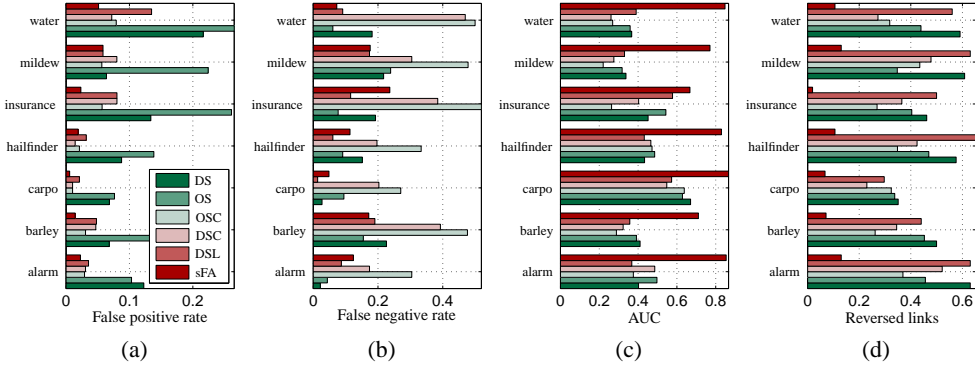 water
mildew
insurance
hailfinder
carpo
barley
alarm
DS
OS
OSC
DSC
DSL
sFA
0 0.1 0.2
False positive rate
(a)
water
mildew
insurance
hailfinder
carpo
barley
alarm
0 0.2 0.4
False negative rate
(b)
water
mildew
insurance
hailfinder
carpo
barley
alarm
0 0.2 0.4 0.6 0.8
AUC
(c)
water
mildew
insurance
hailfinder
carpo
barley
alarm
0 0.2 0.4 0.6
Reversed links
(d)